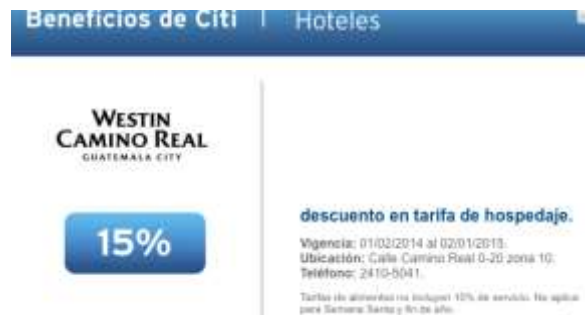 Beneficios de Citi | Hoteles
WESTIN
CAMINO REAL
GUATEMALA CITY
15%
descuento en tarifa de hospedaje.
Vigencia: 01/02/2014 al 02/01/2015.
Ubicación: Calle Camino Real 0-20 zona 10.
Teléfono: 2410-5041.
Tarifas de alimentos no incluyen 10% de servicio. No aplica
para Semana Santa y fin de año.